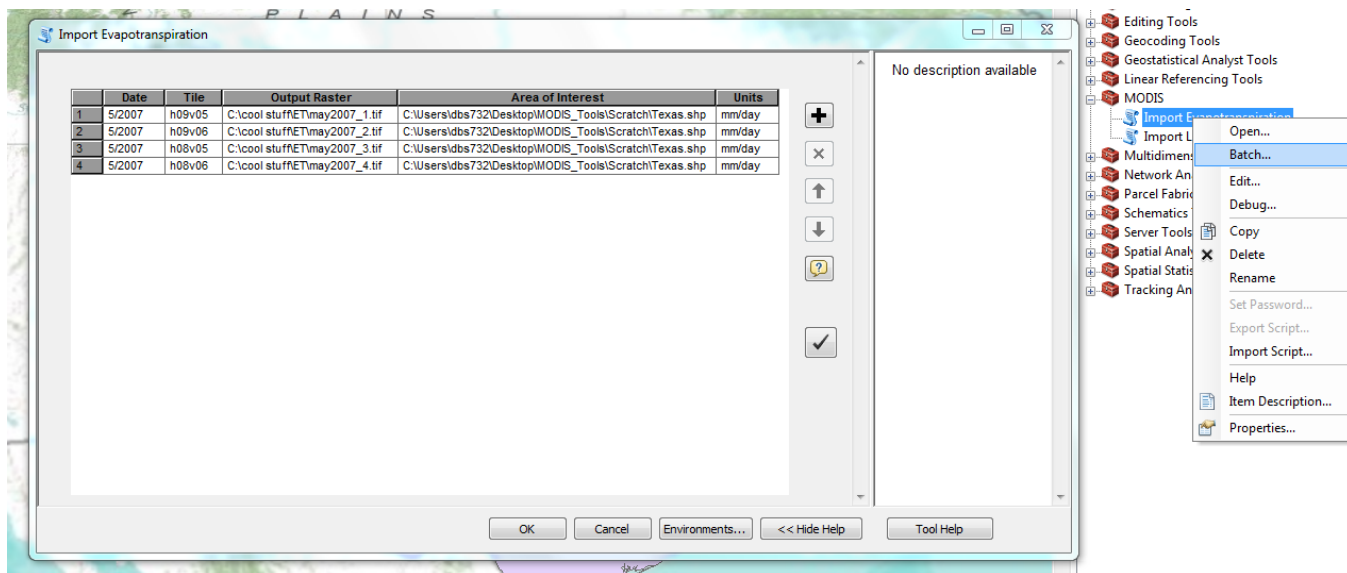 P L A I N S
Import Evapotranspiration
No description available
Date Tile Output Raster Area of Interest Units
1 5/2007 h09v05 C:\cool stuff\ET\may2007_1.tif C:\Users\dbs732\Desktop\MODIS_Tools\Scratch\Texas.shp mm/day
2 5/2007 h09v06 C:\cool stuff\ET\may2007_2.tif C:\Users\dbs732\Desktop\MODIS_Tools\Scratch\Texas.shp mm/day
3 5/2007 h08v05 C:\cool stuff\ET\may2007_3.tif C:\Users\dbs732\Desktop\MODIS_Tools\Scratch\Texas.shp mm/day
4 5/2007 h08v06 C:\cool stuff\ET\may2007_4.tif C:\Users\dbs732\Desktop\MODIS_Tools\Scratch\Texas.shp mm/day
OK Cancel Environments... << Hide Help Tool Help
Editing Tools
Geocoding Tools
Geostatistical Analyst Tools
Linear Referencing Tools
MODIS
Import Evapotranspiration
Import L
Multidimens
Network An
Parcel Fabric
Schematics
Server Tools
Spatial Analy
Spatial Statis
Tracking An
Open...
Batch...
Edit...
Debug...
Copy
Delete
Rename
Set Password...
Export Script...
Import Script...
Help
Item Description...
Properties...